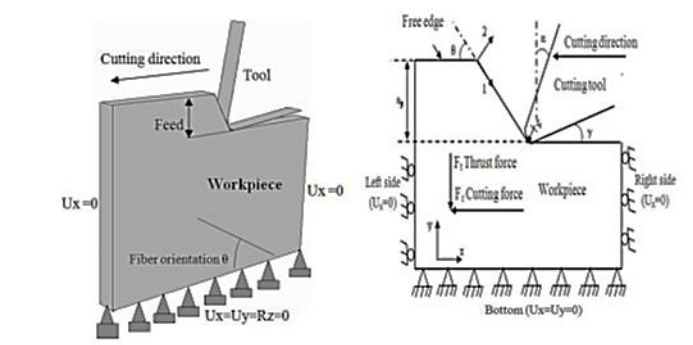 Cutting direction
Tool
Feed
Workpiece
Ux=0
Ux=0
Fiber orientation θ
Ux=Uy=Rz=0
Free edge
θ
2
α
Cutting direction
1
Cutting tool
γ
Left side
(Ux=0)
Ft Thrust force
Fc Cutting force
Workpiece
Right side
(Ux=0)
y
x
Bottom (Ux=Uy=0)